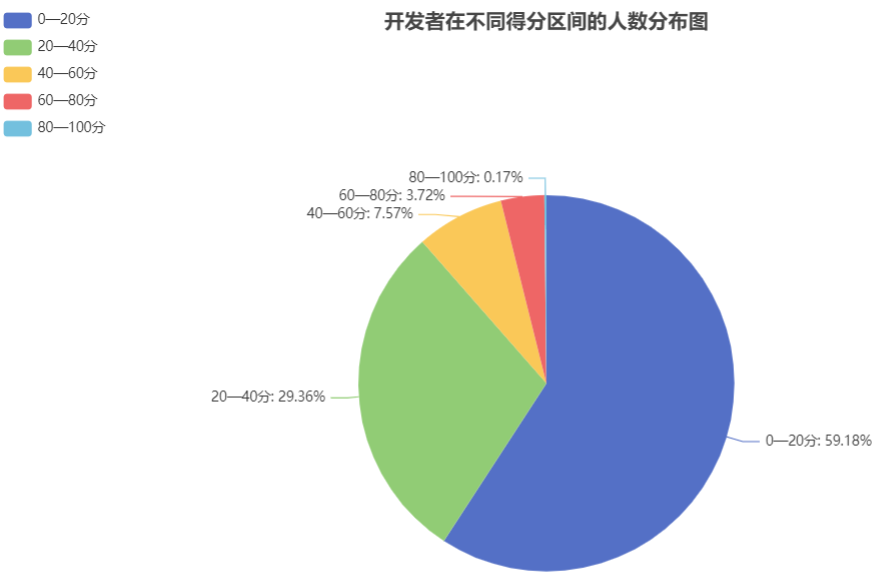 开发者在不同得分区间的人数分布图
0—20分
20—40分
40—60分
60—80分
80—100分
80—100分: 0.17%
60—80分: 3.72%
40—60分: 7.57%
20—40分: 29.36%
0—20分: 59.18%